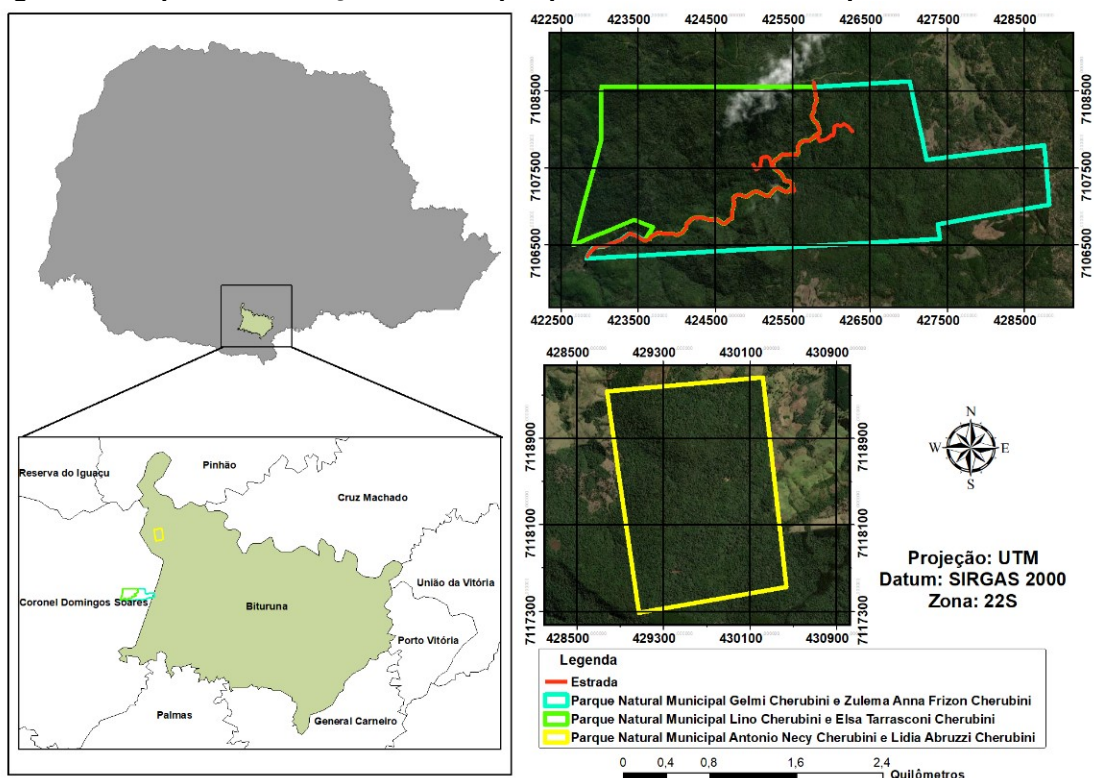 422500 423500 424500 425500 426500 427500 428500
7108500 7108500
7107500 7107500
7106500 7106500
422500 423500 424500 425500 426500 427500 428500
428500 429300 430100 430900
7118900 7118900
7118100 7118100
7117300 7117300
428500 429300 430100 430900
Reserva do Iguaçu
Pinhão
Cruz Machado
União da Vitória
Coronel Domingos Soares
Bituruna
Porto Vitória
Palmas
General Carneiro
N
W E
S
Projeção: UTM
Datum: SIRGAS 2000
Zona: 22S
Legenda
Estrada
Parque Natural Municipal Gelmi Cherubini e Zulema Anna Frizon Cherubini
Parque Natural Municipal Lino Cherubini e Elsa Tarrasconi Cherubini
Parque Natural Municipal Antonio Necy Cherubini e Lidia Abruzzi Cherubini
0 0,4 0,8 1,6 2,4
Quilômetros